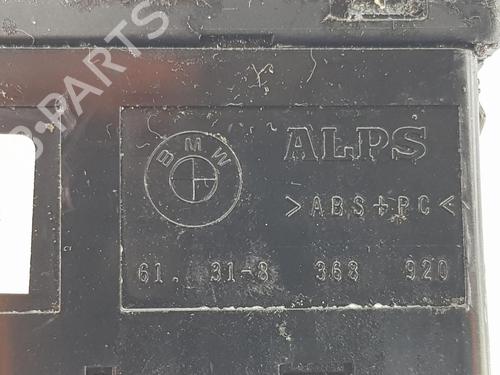 B-PARTS
BMW
ALPS
>ABS+PC<
61. 31-8 368 920